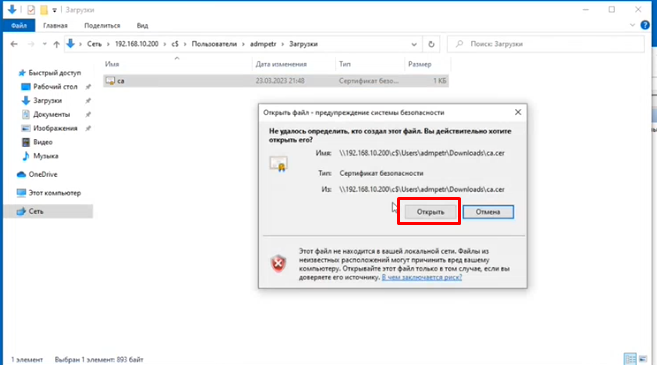 Загрузки
Файл
Главная
Поделиться
Вид
Сеть
192.168.10.200
c$
Пользователи
admpetr
Загрузки
Поиск: Загрузки
Имя
Дата изменения
Тип
Размер
Быстрый доступ
Рабочий стол
Загрузки
Документы
Изображения
Видео
Музыка
OneDrive
Этот компьютер
Сеть
ca
23.03.2023 21:48
Сертификат безо...
1 КБ
Открыть файл - предупреждение системы безопасности
Не удалось определить, кто создал этот файл. Вы действительно хотите
открыть его?
Имя: \\192.168.10.200\c$\Users\admpetr\Downloads\ca.cer
Тип: Сертификат безопасности
Из: \\192.168.10.200\c$\Users\admpetr\Downloads\ca.cer
Открыть
Отмена
Этот файл не находится в вашей локальной сети. Файлы из
неизвестных расположений могут причинить вред вашему
компьютеру. Открывайте этот файл только в том случае, если вы
доверяете его источнику. В чем заключается риск?
1 элемент
Выбран 1 элемент: 893 байт